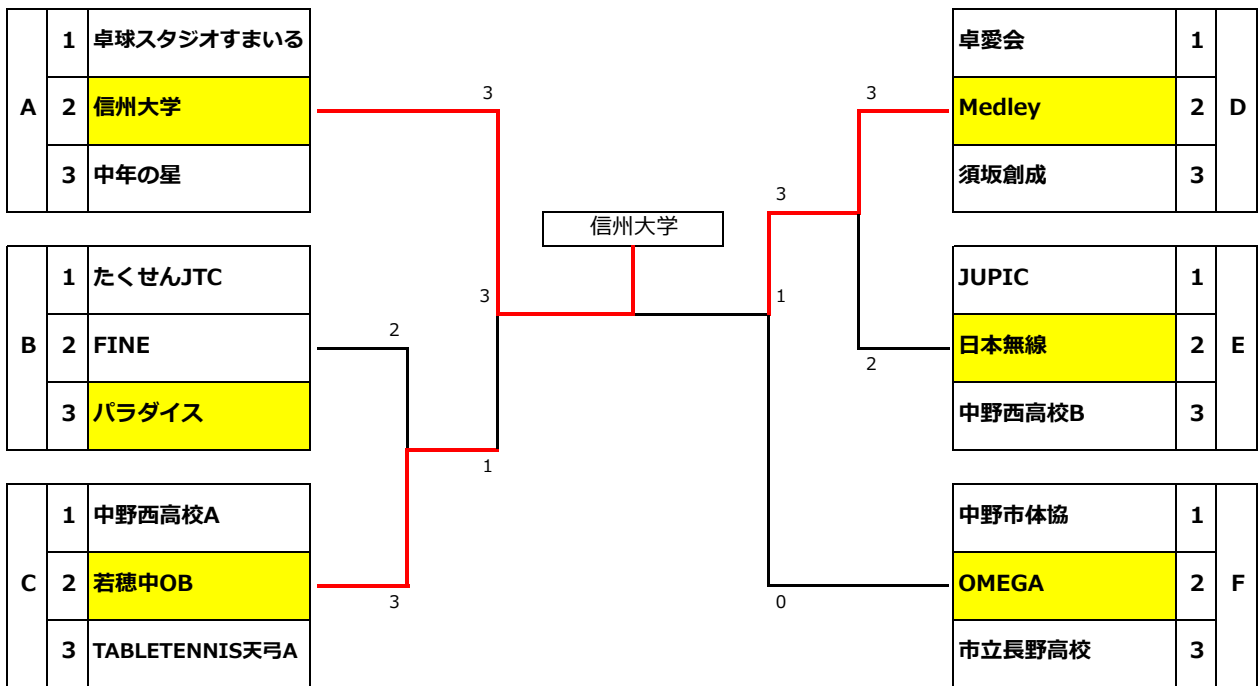 A
1 卓球スタジオすまいる
2 信州大学
3 中年の星
B
1 たくせんJTC
2 FINE
3 パラダイス
C
1 中野西高校A
2 若穂中OB
3 TABLETENNIS天弓A
3
2
3
1
3
信州大学
3
3
1
2
0
卓愛会 1
Medley 2
須坂創成 3
D
JUPIC 1
日本無線 2
中野西高校B 3
E
中野市体協 1
OMEGA 2
市立長野高校 3
F